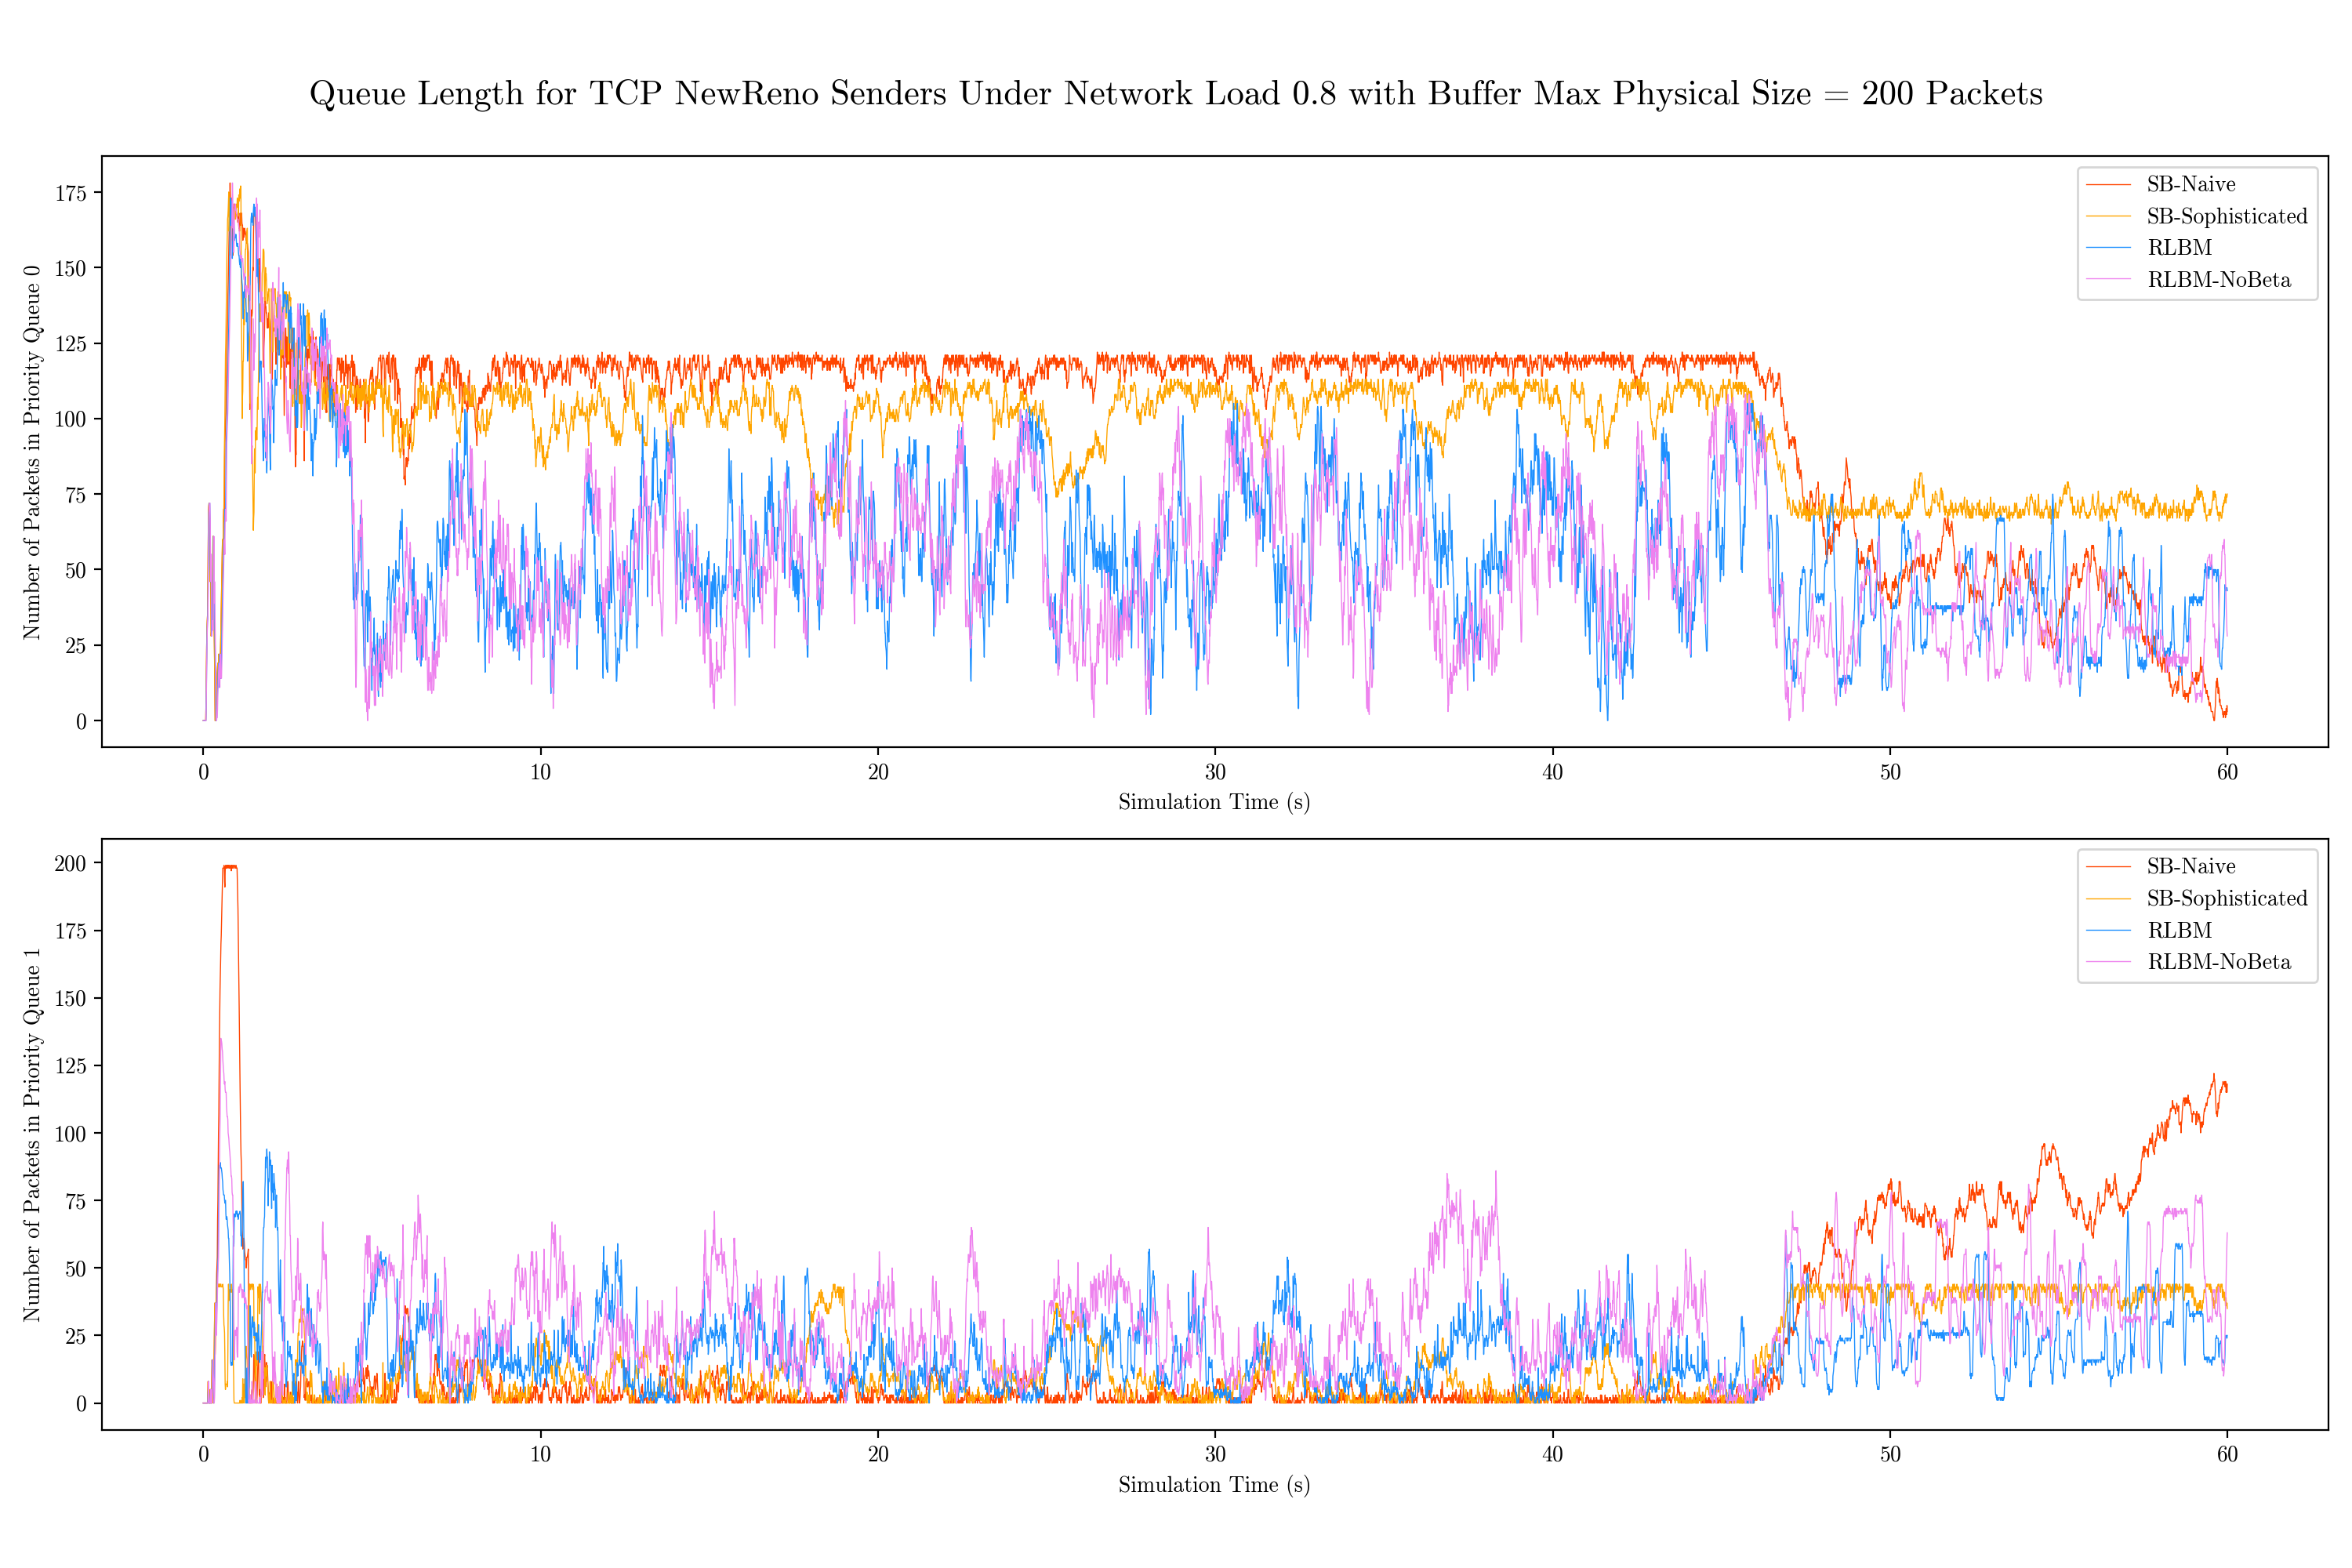 Queue Length for TCP NewReno Senders Under Network Load 0.8 with Buffer Max Physical Size = 200 Packets
Number of Packets in Priority Queue 0
175
150
125
100
75
50
25
0
SB-Naive
SB-Sophisticated
RLBM
RLBM-NoBeta
0 10 20 30 40 50 60
Simulation Time (s)
Number of Packets in Priority Queue 1
200
175
150
125
100
75
50
25
0
SB-Naive
SB-Sophisticated
RLBM
RLBM-NoBeta
0 10 20 30 40 50 60
Simulation Time (s)